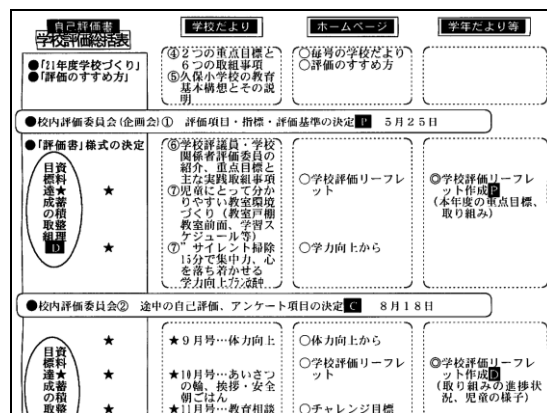 自己評価書
学校評価総括表
学校だより
ホームページ
学年だより等
●「21年度学校づくり」
●「評価のすすめ方」
④2つの重点目標と
6つの取組事項
⑤久保小学校の教育
基本構想とその説
明
○毎号の学校だより
○評価のすすめ方
●校内評価委員会(企画会)① 評価項目・指標・評価基準の決定 P 5月25日
●「評価書」様式の決定
目資
標料
達★
成蓄
の積
取整
組理
D
★
★
⑥学校評議員・学校
関係者評価委員の
紹介、重点目標と
主な実践取組事項
⑦児童にとって分か
りやすい教室環境
づくり(教室戸棚
教室前面、学習ス
ケジュール等)
⑦"サイレント掃除
15分で集中力、心
を落ち着かせる
学力向上プラン
○学校評価リーフレ
ット
○学力向上から
◎学校評価リーフレ
ット作成P
(本年度の重点目標、
取り組み)
●校内評価委員会② 途中の自己評価、アンケート項目の決定 C 8月18日
目資
標料
達★
成蓄
の積
取整
★
★
★
★9月号…体力向上
★10月号…あいさつ
の輪、挨拶・安全
朝ごはん
★11月号…教育相談
○体力向上から
○学校評価リーフレ
ット
○チャレンジ目標
◎学校評価リーフレ
ット作成D
(取り組みの進捗状
況、児童の様子)